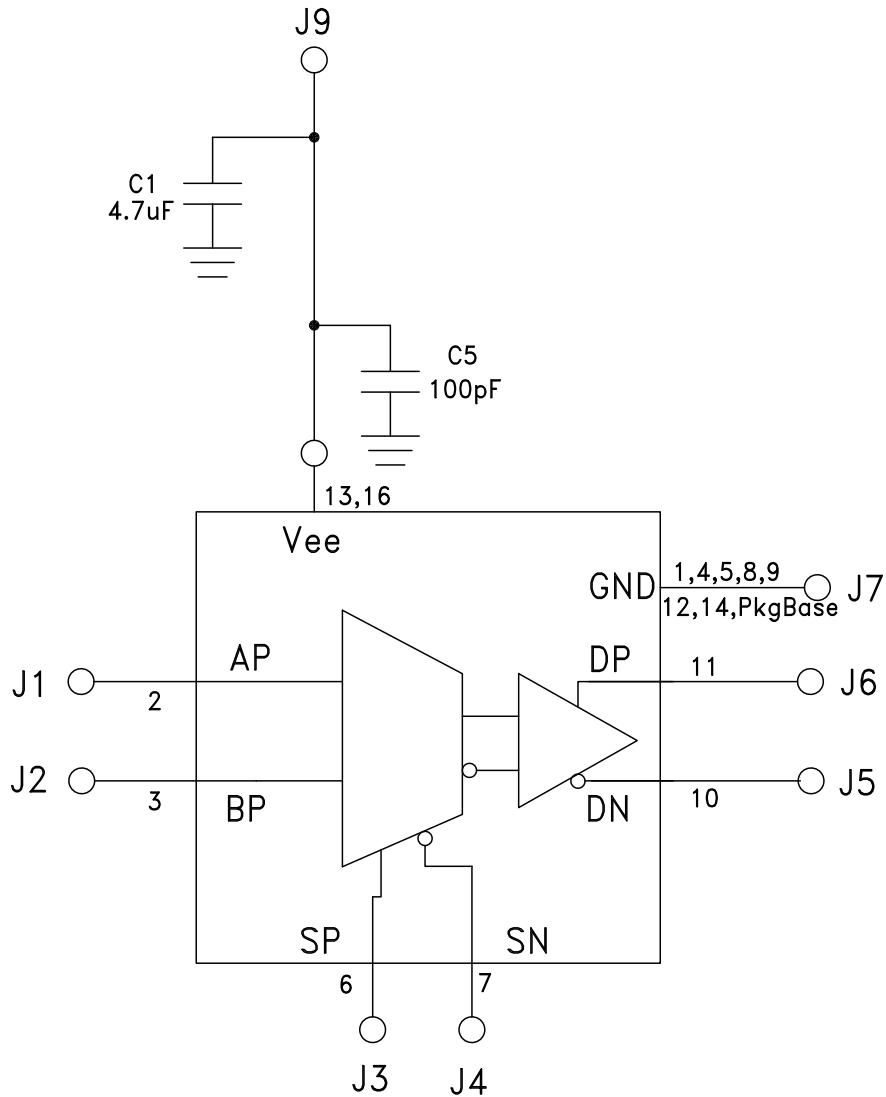 J9
C1
4.7uF
C5
100pF
13,16
Vee
GND
1,4,5,8,9
12,14,PkgBase
J7
J1
2
AP
DP
11
J6
J2
3
BP
DN
10
J5
SP
SN
6
7
J3
J4